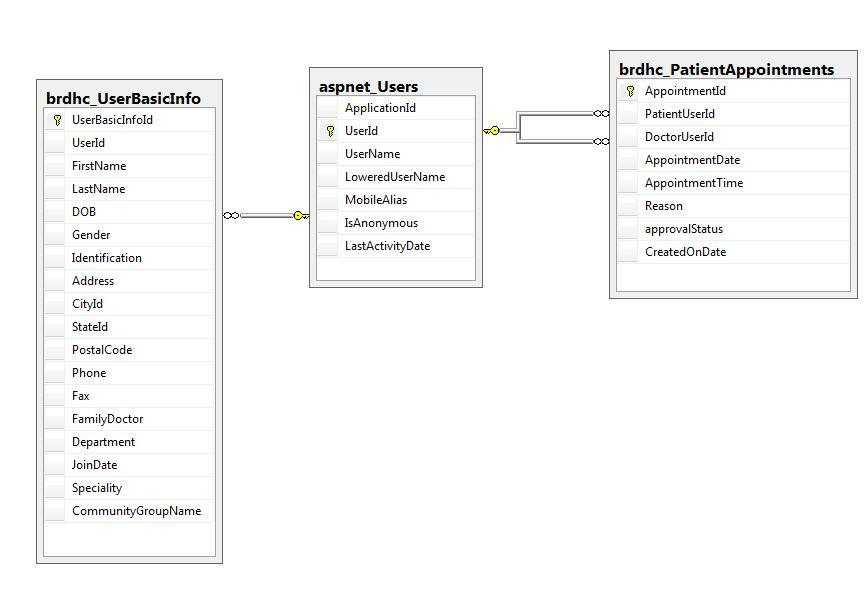 brdhc_UserBasicInfo
UserBasicInfoId
UserId
FirstName
LastName
DOB
Gender
Identification
Address
CityId
StateId
PostalCode
Phone
Fax
FamilyDoctor
Department
JoinDate
Speciality
CommunityGroupName
aspnet_Users
ApplicationId
UserId
UserName
LoweredUserName
MobileAlias
IsAnonymous
LastActivityDate
brdhc_PatientAppointments
AppointmentId
PatientUserId
DoctorUserId
AppointmentDate
AppointmentTime
Reason
approvalStatus
CreatedOnDate